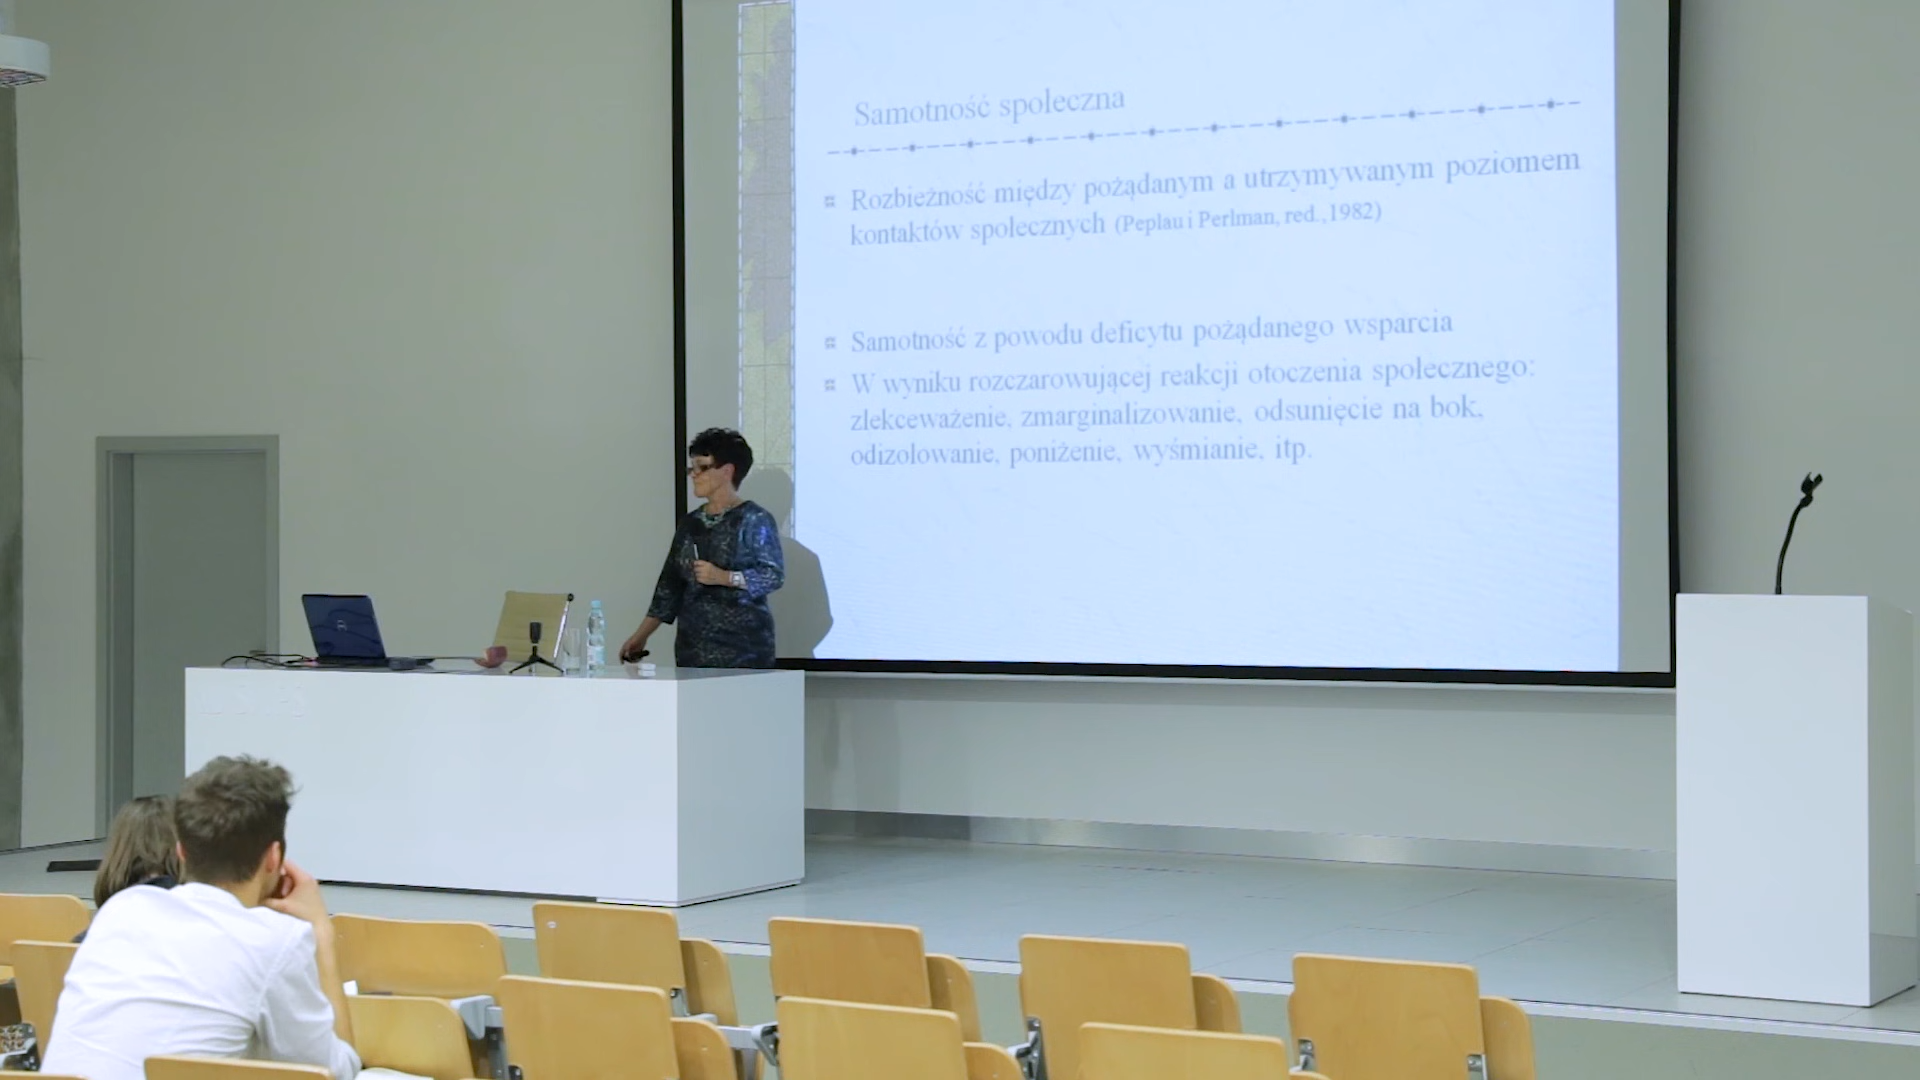 Samotność społeczna
Rozbieżność między pożądanym a utrzymywanym poziomem
kontaktów społecznych (Peplau i Perlman, red.,1982)
Samotność z powodu deficytu pożądanego wsparcia
W wyniku rozczarowującej reakcji otoczenia społecznego:
zlekceważenie, zmarginalizowanie, odsunięcie na bok,
odizolowanie, poniżenie, wyśmianie, itp.